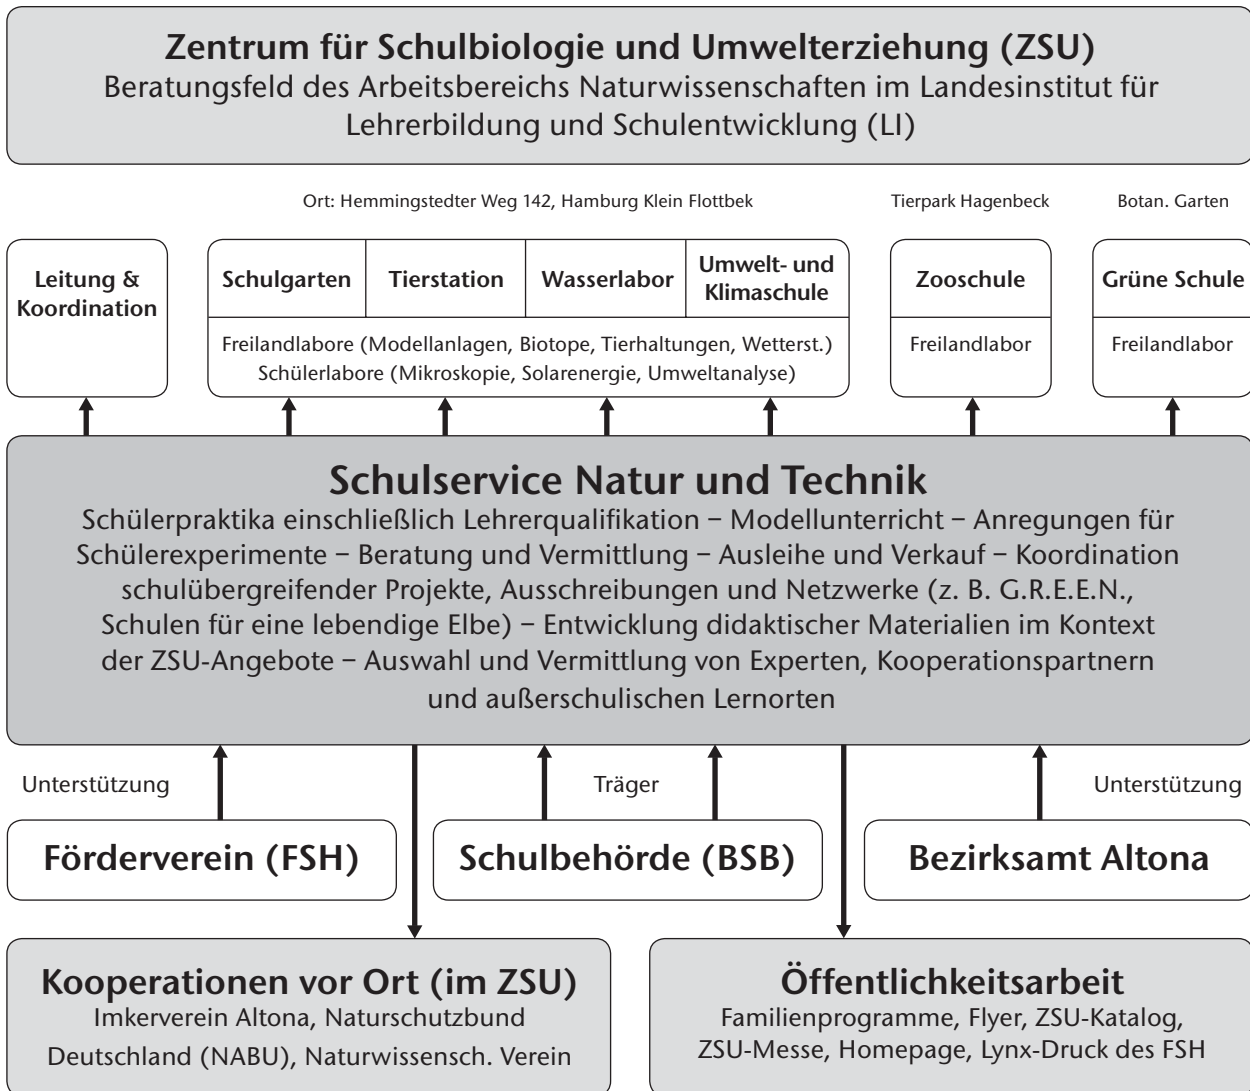 Zentrum für Schulbiologie und Umwelterziehung (ZSU)
Beratungsfeld des Arbeitsbereichs Naturwissenschaften im Landesinstitut für
Lehrerbildung und Schulentwicklung (LI)
Ort: Hemmingstedter Weg 142, Hamburg Klein Flottbek
Tierpark Hagenbeck
Botan. Garten
Leitung &
Koordination
Schulgarten
Tierstation
Wasserlabor
Umwelt- und
Klimaschule
Freilandlabore (Modellanlagen, Biotope, Tierhaltungen, Wetterst.)
Schülerlabore (Mikroskopie, Solarenergie, Umweltanalyse)
Zooschule
Freilandlabor
Grüne Schule
Freilandlabor
Schulservice Natur und Technik
Schülerpraktika einschließlich Lehrerqualifikation – Modellunterricht – Anregungen für
Schülerexperimente – Beratung und Vermittlung – Ausleihe und Verkauf – Koordination
schulübergreifender Projekte, Ausschreibungen und Netzwerke (z. B. G.R.E.E.N.,
Schulen für eine lebendige Elbe) – Entwicklung didaktischer Materialien im Kontext
der ZSU-Angebote – Auswahl und Vermittlung von Experten, Kooperationspartnern
und außerschulischen Lernorten
Unterstützung
Träger
Unterstützung
Förderverein (FSH)
Schulbehörde (BSB)
Bezirksamt Altona
Kooperationen vor Ort (im ZSU)
Imkerverein Altona, Naturschutzbund
Deutschland (NABU), Naturwissensch. Verein
Öffentlichkeitsarbeit
Familienprogramme, Flyer, ZSU-Katalog,
ZSU-Messe, Homepage, Lynx-Druck des FSH